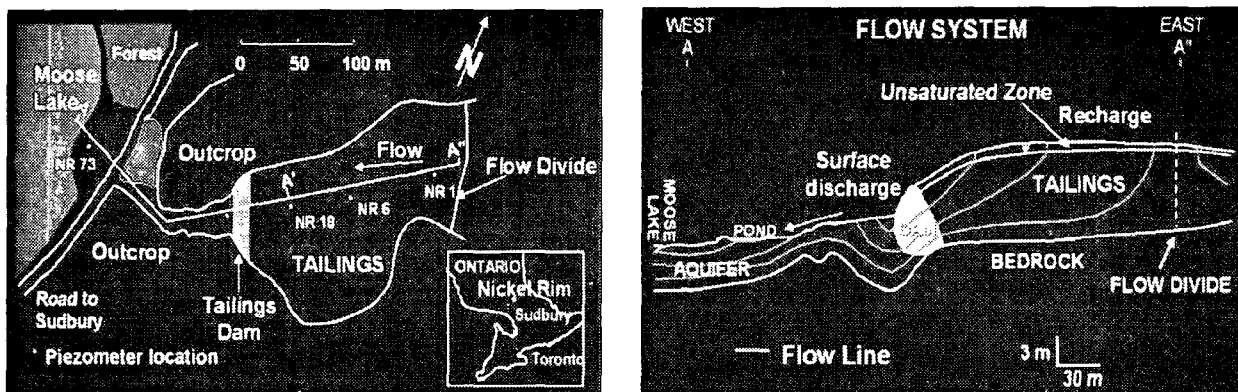 Moose
Lake
Forest
0 50 100 m
N
NR 73
Outcrop
Flow
A"
Flow Divide
A'
NR 1
NR 6
NR 18
TAILINGS
Outcrop
Tailings
Dam
Road to
Sudbury
• Piezometer location
ONTARIO
Nickel Rim
Sudbury
Toronto
WEST
A
FLOW SYSTEM
EAST
A"
Unsaturated Zone
Recharge
Surface
discharge
TAILINGS
MOOSE
LAKE
POND
DAM
AQUIFER
BEDROCK
FLOW DIVIDE
Flow Line
3 m
30 m